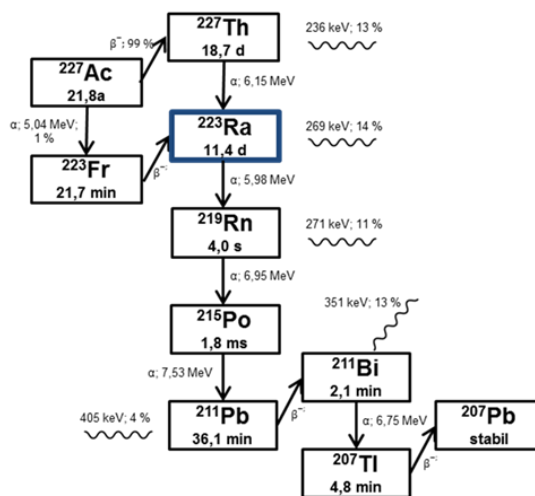 ²²⁷Th
18,7 d
236 keV; 13 %
β⁻: 99 %
²²⁷Ac
21,8a
α; 6,15 MeV
α; 5,04 MeV;
1 %
²²³Ra
11,4 d
269 keV; 14 %
²²³Fr
21,7 min
β⁻:
α; 5,98 MeV
²¹⁹Rn
4,0 s
271 keV; 11 %
α; 6,95 MeV
²¹⁵Po
1,8 ms
351 keV; 13 %
α; 7,53 MeV
²¹¹Bi
2,1 min
405 keV; 4 %
²¹¹Pb
36,1 min
β⁻:
α; 6,75 MeV
²⁰⁷Pb
stabil
²⁰⁷Tl
4,8 min
β⁻: